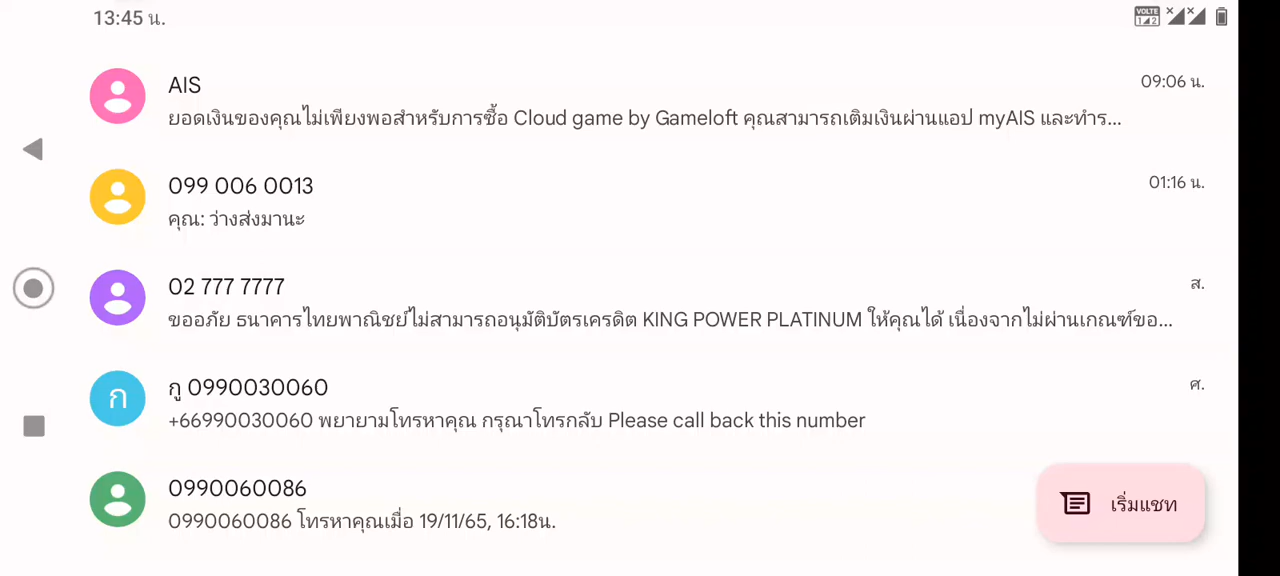 13:45 น.
VOLTE
1 2
AIS
09:06 น.
ยอดเงินของคุณไม่เพียงพอสำหรับการซื้อ Cloud game by Gameloft คุณสามารถเติมเงินผ่านแอป myAIS และทำร...
099 006 0013
01:16 น.
คุณ: ว่างส่งมานะ
02 777 7777
ส.
ขออภัย ธนาคารไทยพาณิชย์ไม่สามารถอนุมัติบัตรเครดิต KING POWER PLATINUM ให้คุณได้ เนื่องจากไม่ผ่านเกณฑ์ขอ...
ก
กู 0990030060
ศ.
+66990030060 พยายามโทรหาคุณ กรุณาโทรกลับ Please call back this number
0990060086
0990060086 โทรหาคุณเมื่อ 19/11/65, 16:18น.
เริ่มแชท